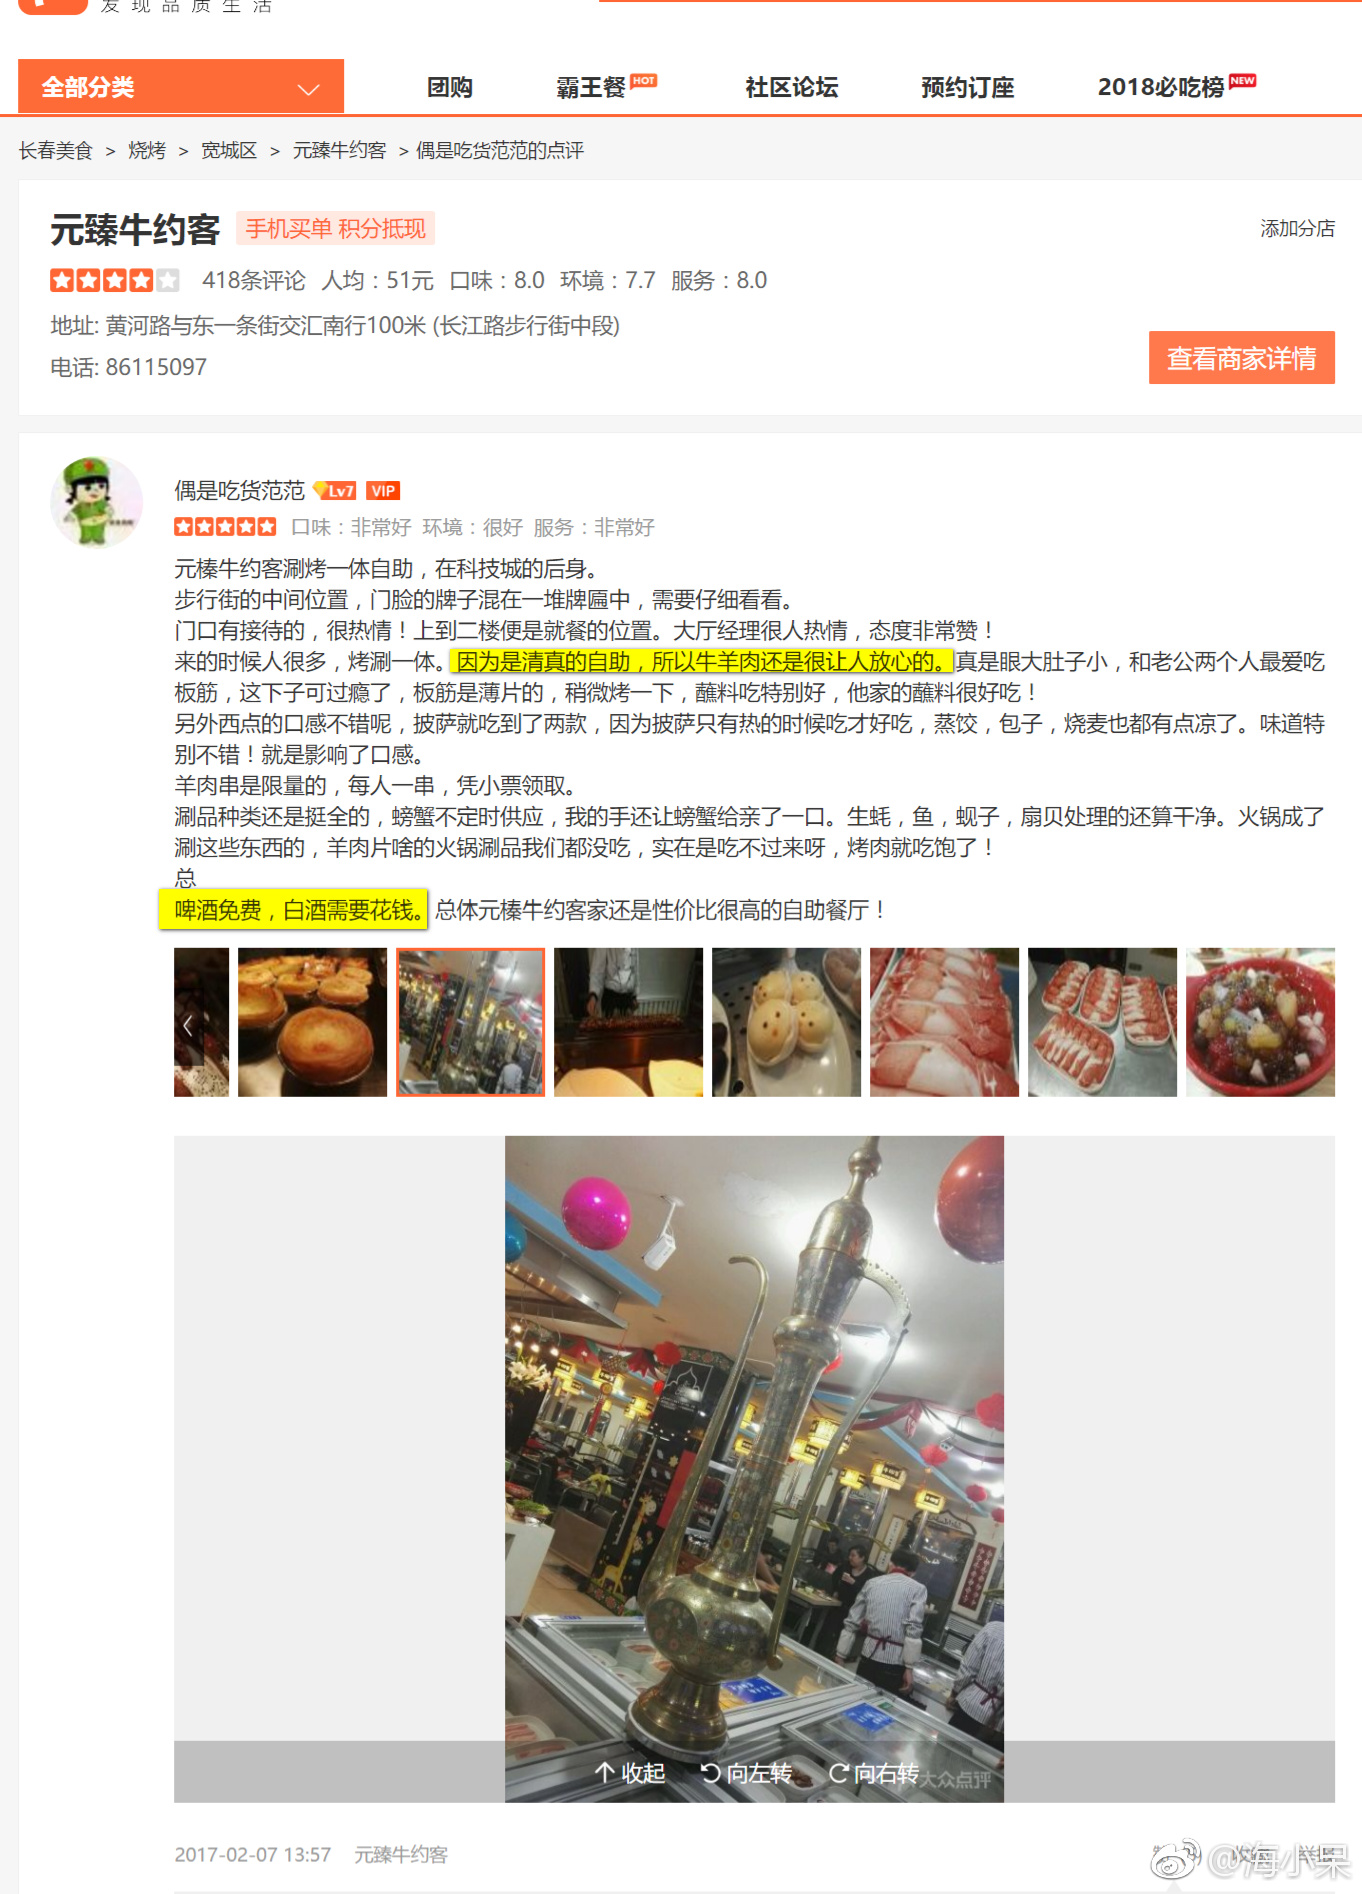 发现品质生活
全部分类 团购 霸王餐 HOT 社区论坛 预约订座 2018必吃榜 NEW
长春美食 > 烧烤 > 宽城区 > 元臻牛约客 > 偶是吃货范范的点评
元臻牛约客 手机买单 积分抵现 添加分店
418条评论 人均：51元 口味：8.0 环境：7.7 服务：8.0
地址: 黄河路与东一条街交汇南行100米 (长江路步行街中段)
电话: 86115097
查看商家详情
偶是吃货范范 Lv7 VIP
口味：非常好 环境：很好 服务：非常好
元榛牛约客涮烤一体自助，在科技城的后身。
步行街的中间位置，门脸的牌子混在一堆牌匾中，需要仔细看看。
门口有接待的，很热情！上到二楼便是就餐的位置。大厅经理很人热情，态度非常赞！
来的时候人很多，烤涮一体。因为是清真的自助，所以牛羊肉还是很让人放心的。真是眼大肚子小，和老公两个人最爱吃
板筋，这下子可过瘾了，板筋是薄片的，稍微烤一下，蘸料吃特别好，他家的蘸料很好吃！
另外西点的口感不错呢，披萨就吃到了两款，因为披萨只有热的时候吃才好吃，蒸饺，包子，烧麦也都有点凉了。味道特
别不错！就是影响了口感。
羊肉串是限量的，每人一串，凭小票领取。
涮品种类还是挺全的，螃蟹不定时供应，我的手还让螃蟹给亲了一口。生蚝，鱼，蚬子，扇贝处理的还算干净。火锅成了
涮这些东西的，羊肉片啥的火锅涮品我们都没吃，实在是吃不过来呀，烤肉就吃饱了！
总
啤酒免费，白酒需要花钱。总体元榛牛约客家还是性价比很高的自助餐厅！
收起 向左转 向右转 大众点评
2017-02-07 13:57 元臻牛约客
@海小呆